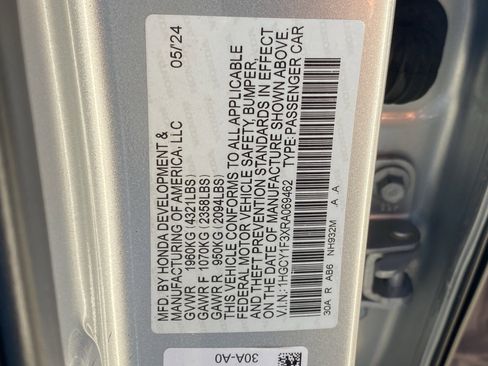 MFD. BY HONDA DEVELOPMENT &
MANUFACTURING OF AMERICA, LLC 05/'24
GVWR 1960KG (4321LBS)
GAWR F 1070KG (2358LBS)
GAWR R 950KG (2094LBS)
THIS VEHICLE CONFORMS TO ALL APPLICABLE
FEDERAL MOTOR VEHICLE SAFETY, BUMPER,
AND THEFT PREVENTION STANDARDS IN EFFECT
ON THE DATE OF MANUFACTURE SHOWN ABOVE.
V.I.N.: 1HGCY1F3XRA069462 TYPE: PASSENGER CAR
30A R AB6 NH932M .A .A
30A-A0